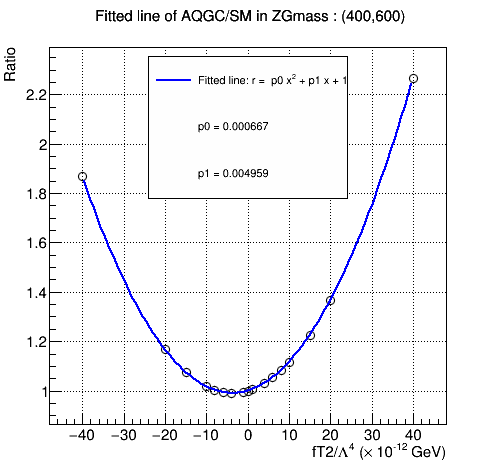 Fitted line of AQGC/SM in ZGmass : (400,600)
Ratio
Fitted line: r = p0 x² + p1 x + 1
p0 = 0.000667
p1 = 0.004959
2.2
2
1.8
1.6
1.4
1.2
1
−40 −30 −20 −10 0 10 20 30 40
fT2/Λ⁴ (× 10⁻¹² GeV)